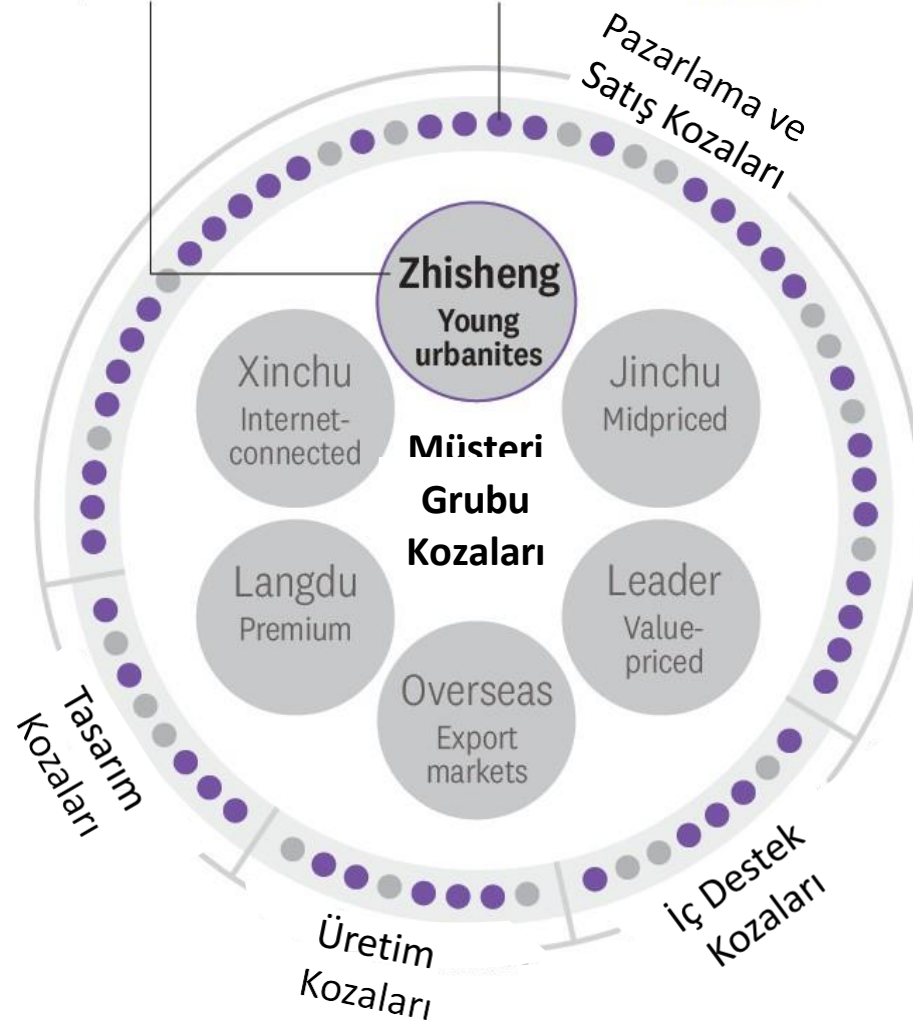 Pazarlama ve
Satış Kozaları
Zhisheng
Young
urbanites
Xinchu
Internet-
connected
Jinchu
Midpriced
Müşteri
Grubu
Kozaları
Langdu
Premium
Leader
Value-
priced
Overseas
Export
markets
Tasarım
Kozaları
Üretim
Kozaları
İç Destek
Kozaları